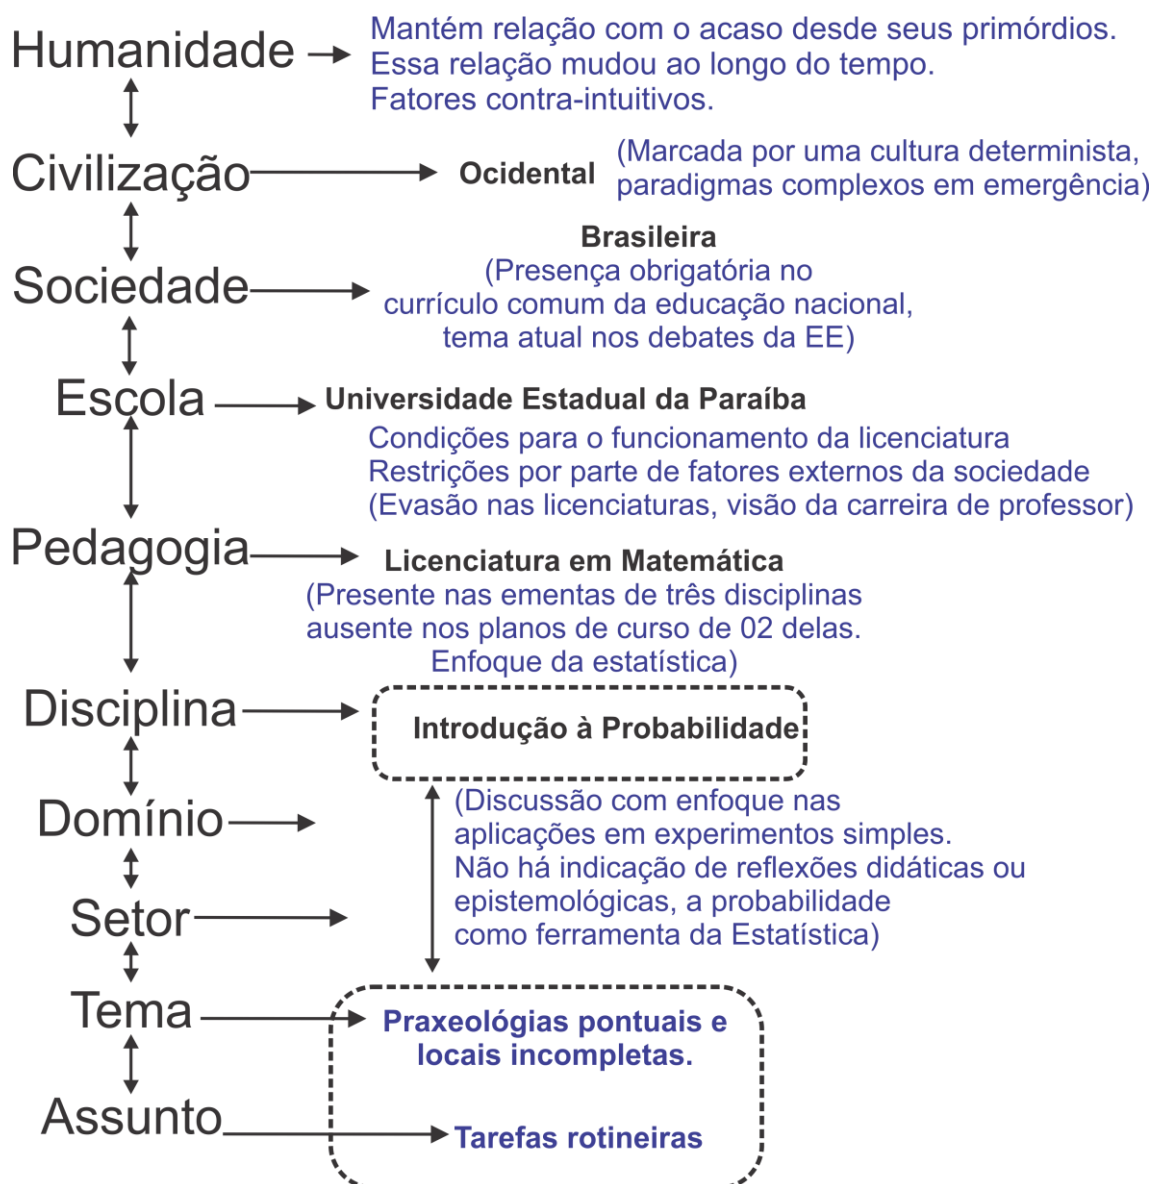 Humanidade
Mantém relação com o acaso desde seus primórdios.
Essa relação mudou ao longo do tempo.
Fatores contra-intuitivos.
Civilização
Ocidental
(Marcada por uma cultura determinista,
paradigmas complexos em emergência)
Sociedade
Brasileira
(Presença obrigatória no
currículo comum da educação nacional,
tema atual nos debates da EE)
Escola
Universidade Estadual da Paraíba
Condições para o funcionamento da licenciatura
Restrições por parte de fatores externos da sociedade
(Evasão nas licenciaturas, visão da carreira de professor)
Pedagogia
Licenciatura em Matemática
(Presente nas ementas de três disciplinas
ausente nos planos de curso de 02 delas.
Enfoque da estatística)
Disciplina
Introdução à Probabilidade
Domínio
(Discussão com enfoque nas
aplicações em experimentos simples.
Não há indicação de reflexões didáticas ou
epistemológicas, a probabilidade
como ferramenta da Estatística)
Setor
Tema
Praxeológias pontuais e
locais incompletas.
Assunto
Tarefas rotineiras